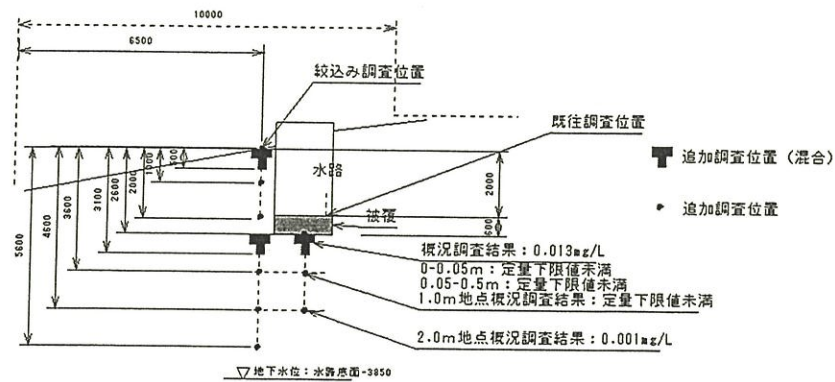 10000
6500
絞込み調査位置
既往調査位置
追加調査位置（混合）
水路
追加調査位置
被覆
500
1000
2000
2600
3100
3600
4600
5600
2000
600
概況調査結果：0.013mg/L
0-0.05m：定量下限値未満
0.05-0.5m：定量下限値未満
1.0m地点概況調査結果：定量下限値未満
2.0m地点概況調査結果：0.001mg/L
▽地下水位：水路底面-3850